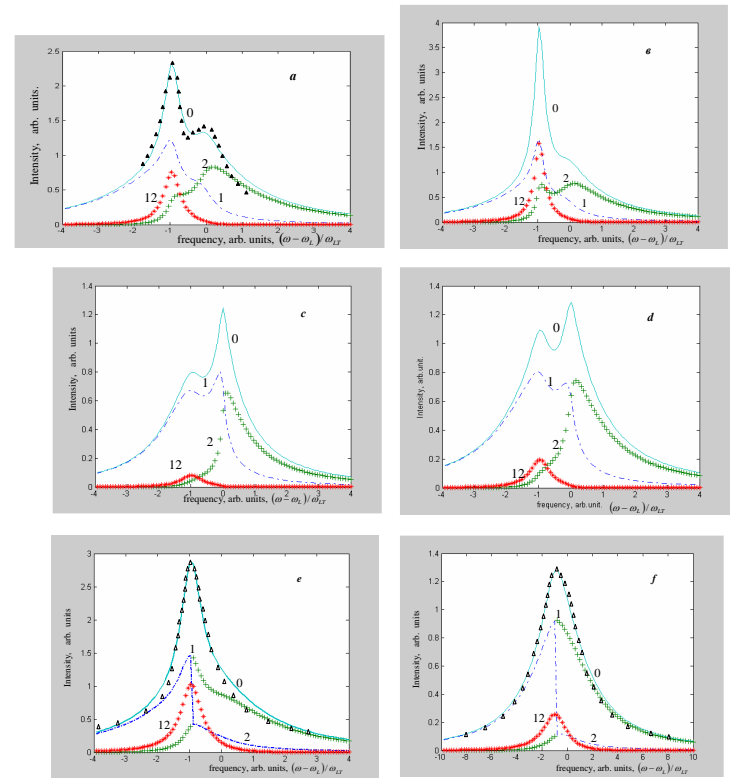 a
2.5
2
1.5
1
0.5
0
-4 -3 -2 -1 0 1 2 3 4
Intensity, arb. units.
0
2
12
1
frequency, arb. units, (ω − ω_L)/ω_LT
в
4
3.5
3
2.5
2
1.5
1
0.5
0
-4 -3 -2 -1 0 1 2 3 4
Intensity, arb. units
0
2
12
1
frequency, arb. units, (ω − ω_L)/ω_LT
c
1.4
1.2
1
0.8
0.6
0.4
0.2
0
-4 -3 -2 -1 0 1 2 3 4
Intensity, arb. units
0
1
2
12
frequency, arb. units, (ω − ω_L)/ω_LT
d
1.4
1.2
1
0.8
0.6
0.4
0.2
0
-4 -3 -2 -1 0 1 2 3 4
Intensity, arb.unit.
0
1
2
12
frequency, arb.unit (ω − ω_L)/ω_LT
e
3
2.5
2
1.5
1
0.5
0
-4 -3 -2 -1 0 1 2 3 4
Intensity, arb. units
1
0
12
2
frequency, arb. units, (ω − ω_L)/ω_LT
f
1.4
1.2
1
0.8
0.6
0.4
0.2
0
-10 -8 -6 -4 -2 0 2 4 6 8 10
Intensity, arb. units
1
0
12
2
frequency, arb. units, (ω − ω_L)/ω_LT